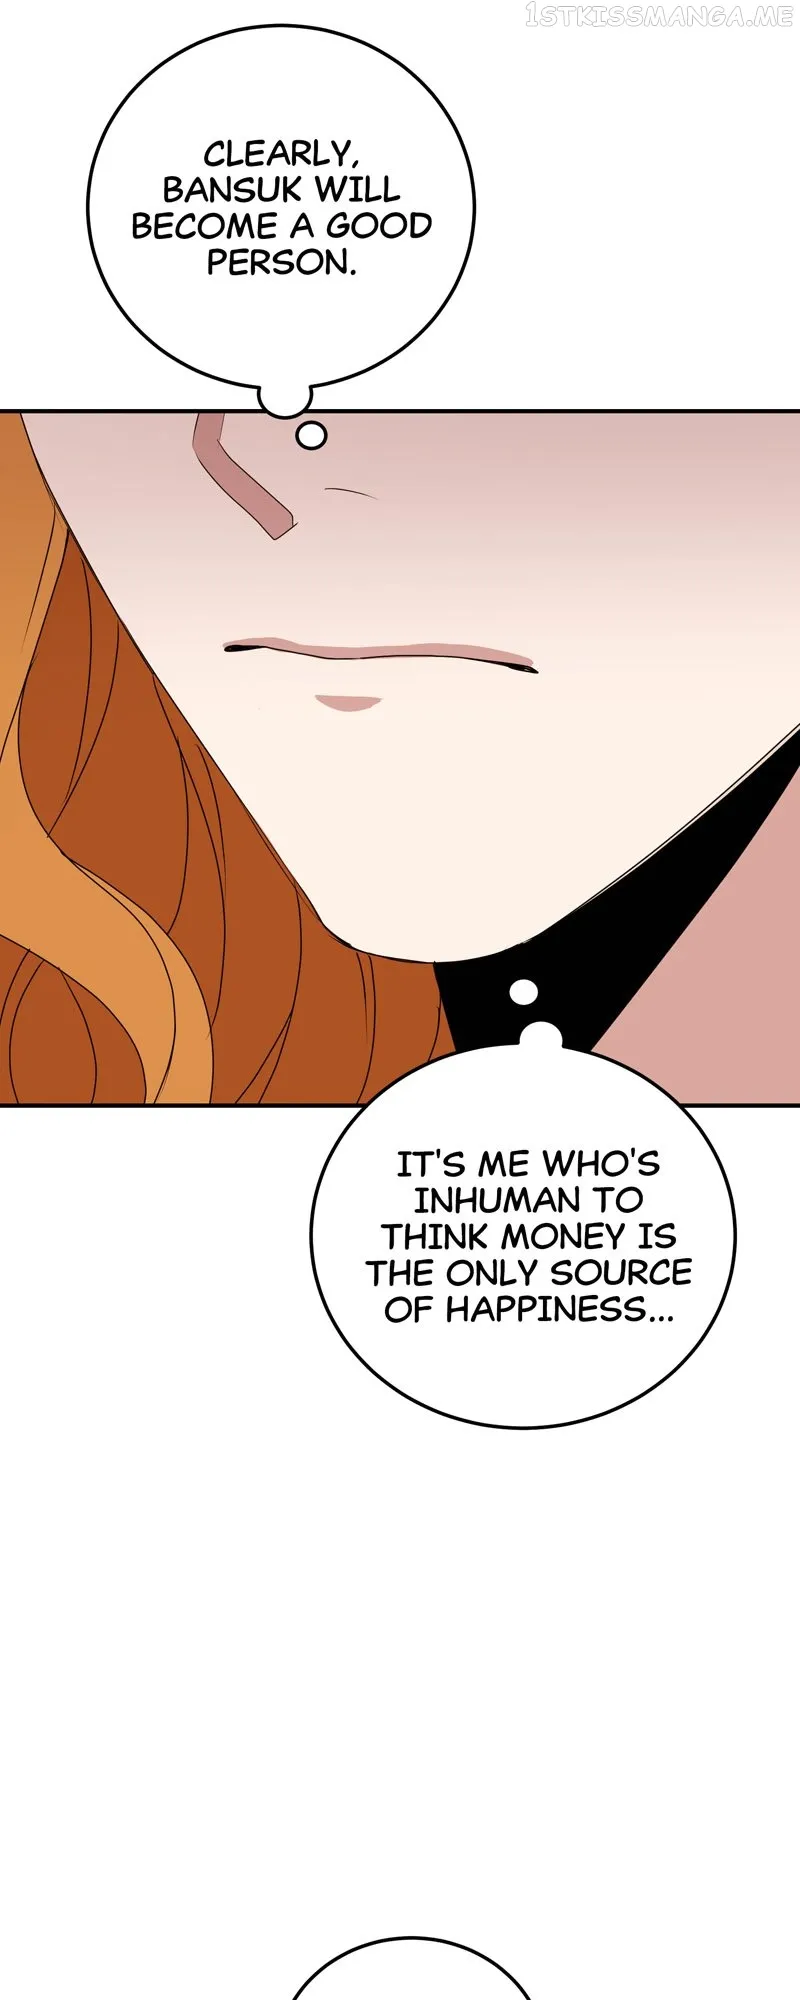 1STKISSMANGA.ME
CLEARLY,
BANSUK WILL
BECOME A GOOD
PERSON.
IT'S ME WHO'S
INHUMAN TO
THINK MONEY IS
THE ONLY SOURCE
OF HAPPINESS...